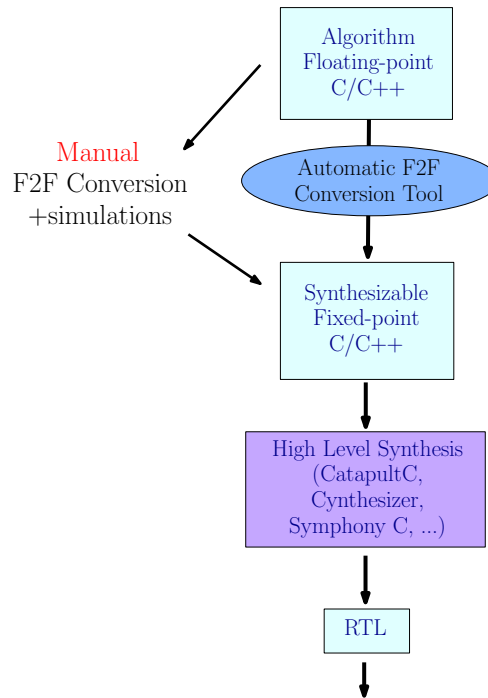 Algorithm
Floating-point
C/C++
Manual
F2F Conversion
+simulations
Automatic F2F
Conversion Tool
Synthesizable
Fixed-point
C/C++
High Level Synthesis
(CatapultC,
Cynthesizer,
Symphony C, ...)
RTL